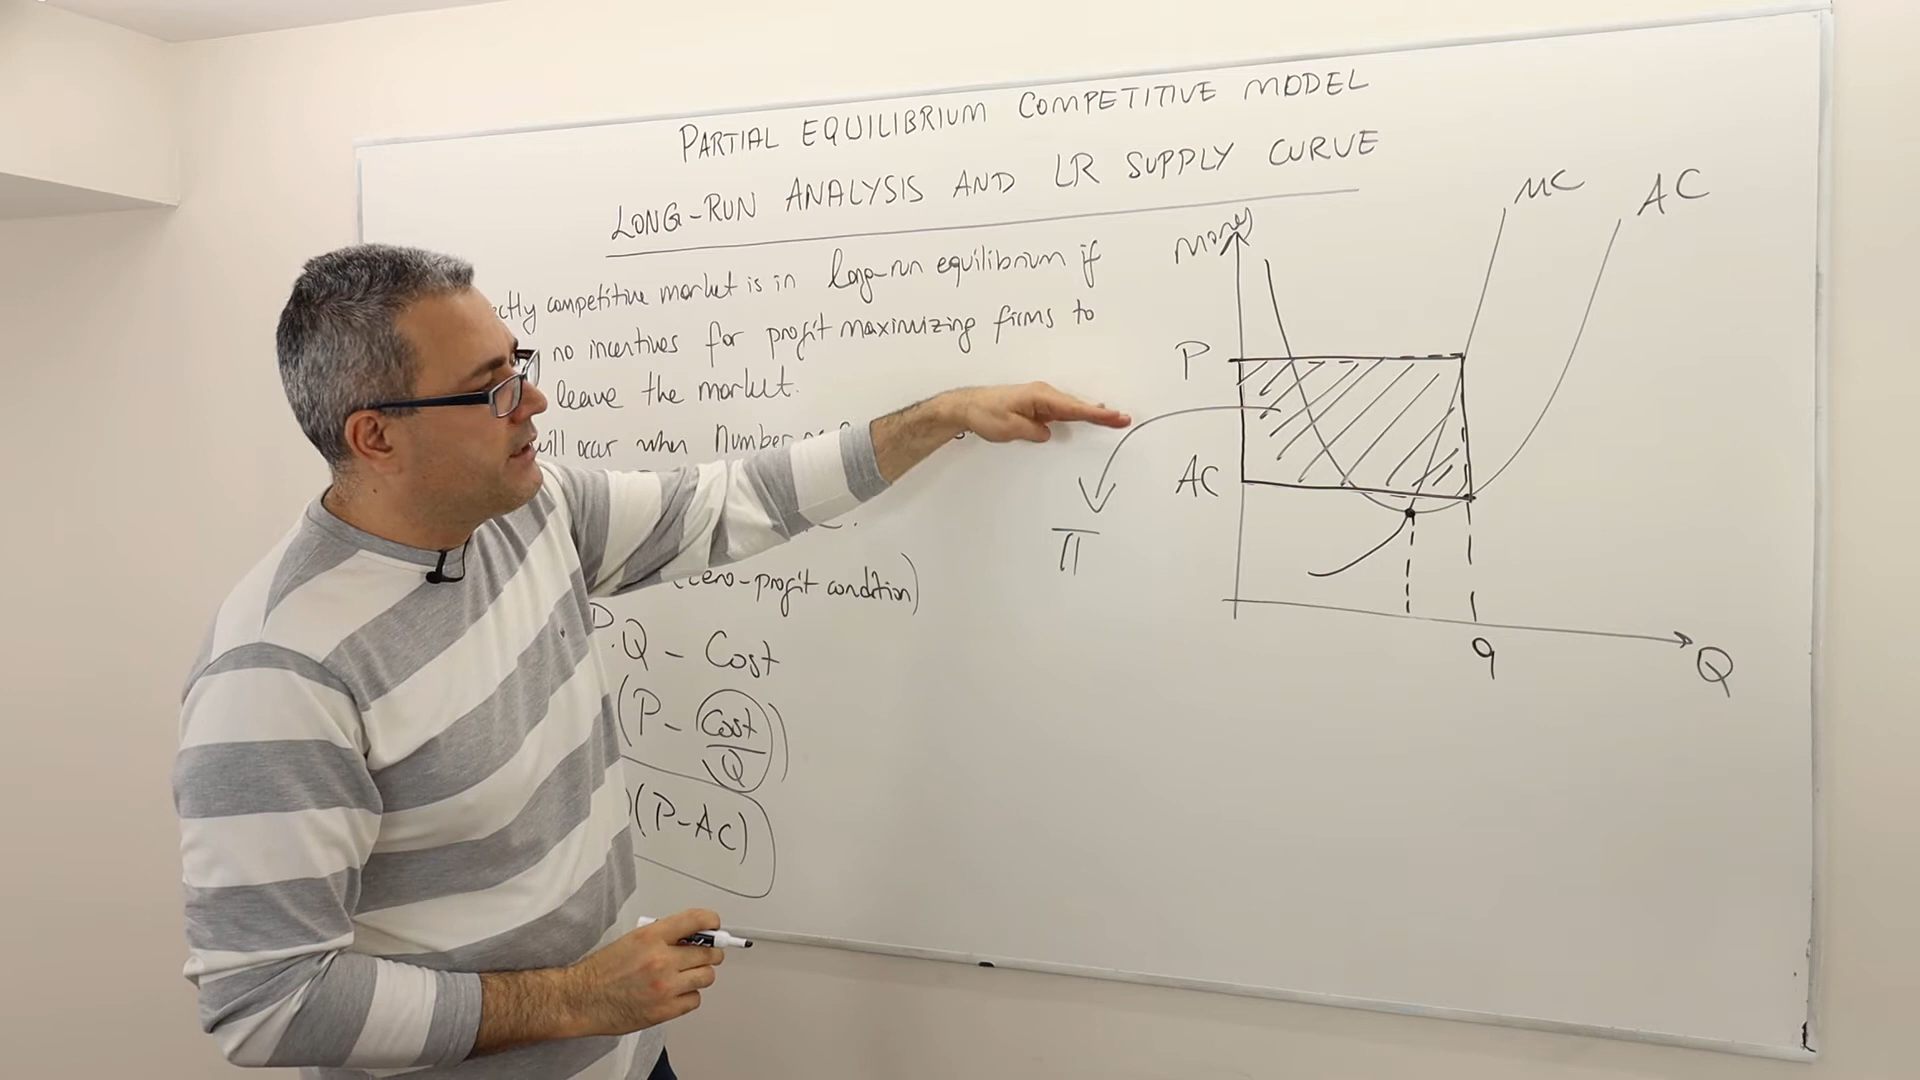 PARTIAL EQUILIBRIUM COMPETITIVE MODEL
LONG-RUN ANALYSIS AND LR SUPPLY CURVE
ectly competitive market is in long-run equilibrium if
no incentives for profit maximizing firms to
leave the market.
will occur when number
(zero-profit condition)
P.Q - Cost
(P - Cost/Q)
(P-AC)
Money
MC
AC
P
AC
π
q
Q